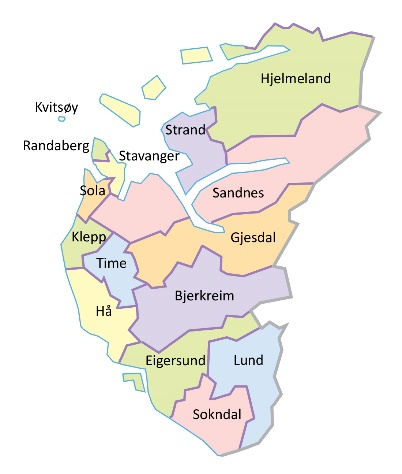 Hjelmeland
Kvitsøy
Strand
Randaberg
Stavanger
Sola
Sandnes
Klepp
Gjesdal
Time
Bjerkreim
Hå
Eigersund
Lund
Sokndal